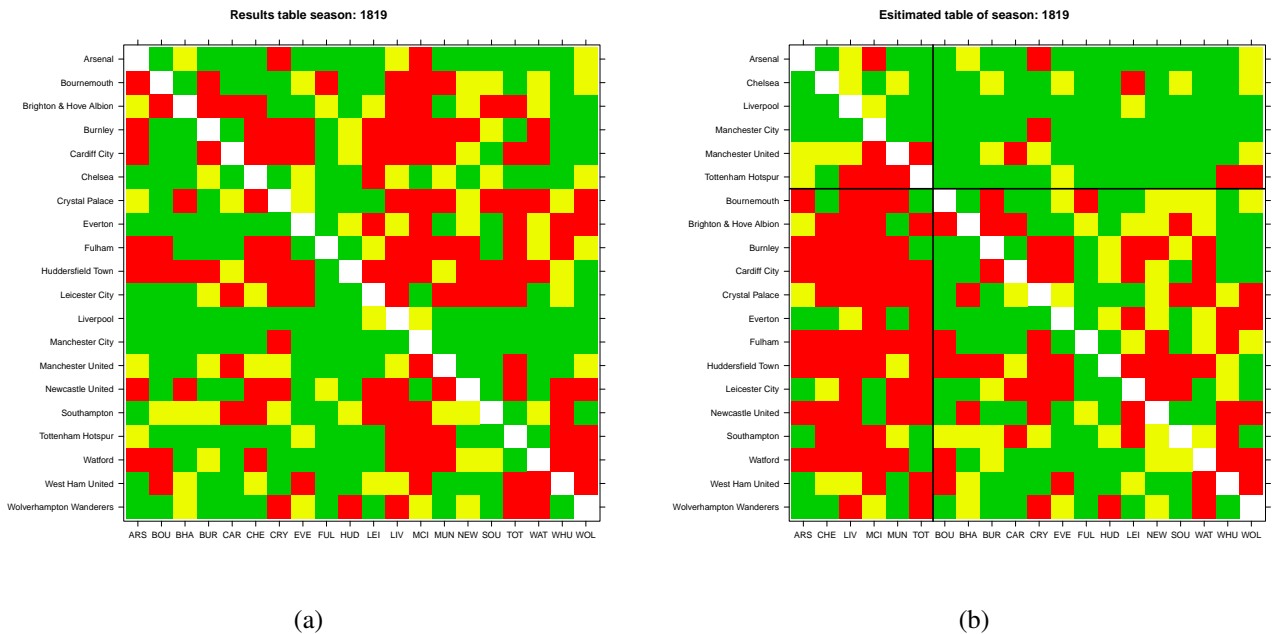 Results table season: 1819
Arsenal
Bournemouth
Brighton & Hove Albion
Burnley
Cardiff City
Chelsea
Crystal Palace
Everton
Fulham
Huddersfield Town
Leicester City
Liverpool
Manchester City
Manchester United
Newcastle United
Southampton
Tottenham Hotspur
Watford
West Ham United
Wolverhampton Wanderers
ARS BOU BHA BUR CAR CHE CRY EVE FUL HUD LEI LIV MCI MUN NEW SOU TOT WAT WHU WOL
(a)
Esitimated table of season: 1819
Arsenal
Chelsea
Liverpool
Manchester City
Manchester United
Tottenham Hotspur
Bournemouth
Brighton & Hove Albion
Burnley
Cardiff City
Crystal Palace
Everton
Fulham
Huddersfield Town
Leicester City
Newcastle United
Southampton
Watford
West Ham United
Wolverhampton Wanderers
ARS CHE LIV MCI MUN TOT BOU BHA BUR CAR CRY EVE FUL HUD LEI NEW SOU WAT WHU WOL
(b)